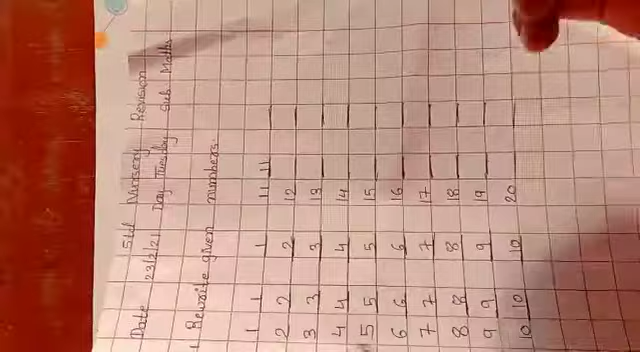 Std Nursery Revision
Date 23/2/21 Day Tuesday Sub Maths
1 Rewrite given numbers.
1 1 1 11 11
2 2 2 12
3 3 3 13
4 4 4 14
5 5 5 15
6 6 6 16
7 7 7 17
8 8 8 18
9 9 9 19
10 10 10 20